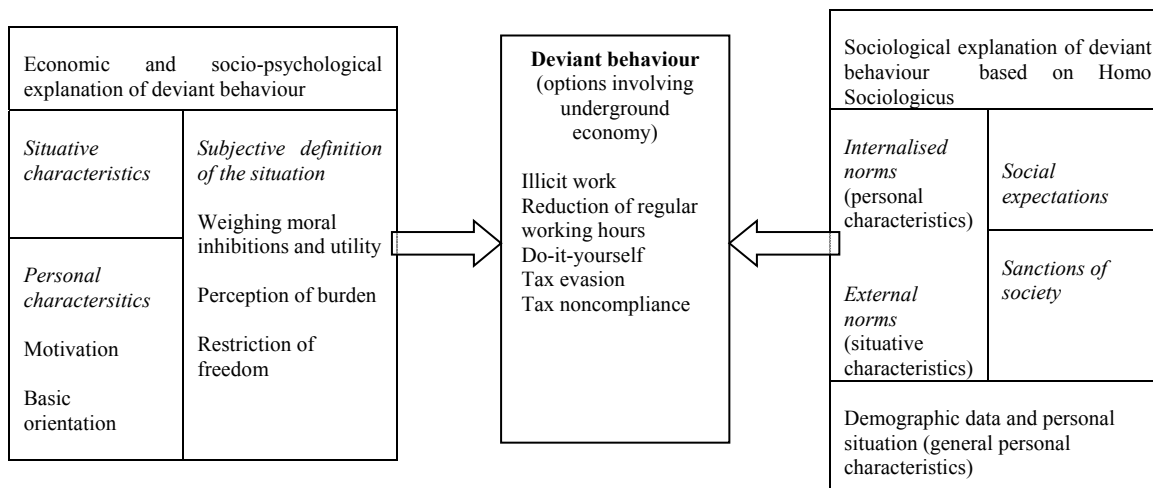 Economic and socio-psychological
explanation of deviant behaviour
Situative
characteristics
Personal
charactersitics
Motivation
Basic
orientation
Subjective definition
of the situation
Weighing moral
inhibitions and utility
Perception of burden
Restriction of
freedom
Deviant behaviour
(options involving
underground
economy)
Illicit work
Reduction of regular
working hours
Do-it-yourself
Tax evasion
Tax noncompliance
Sociological explanation of deviant
behaviour based on Homo
Sociologicus
Internalised
norms
(personal
characteristics)
External
norms
(situative
characteristics)
Social
expectations
Sanctions of
society
Demographic data and personal
situation (general personal
characteristics)